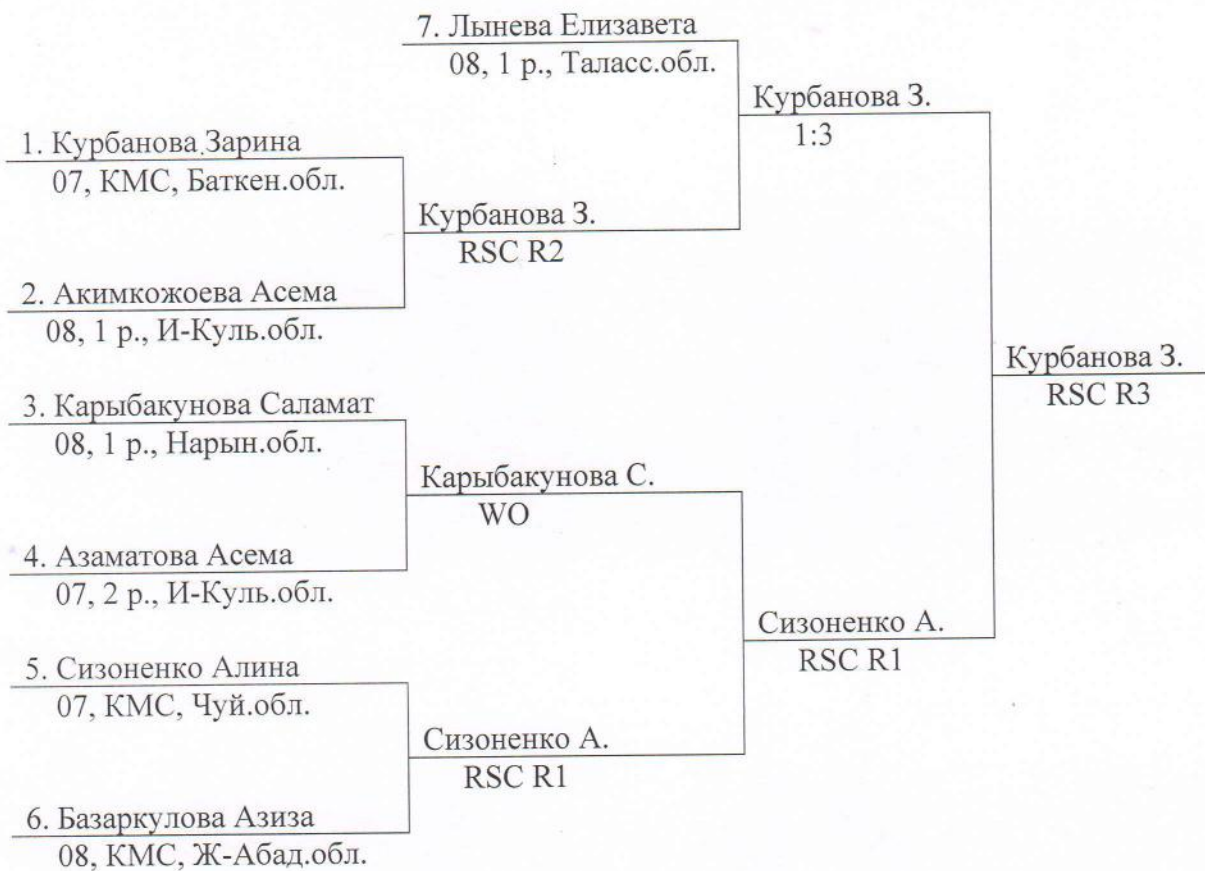 7. Лынева Елизавета
08, 1 р., Таласс.обл.
Курбанова З.
1:3
1. Курбанова Зарина
07, КМС, Баткен.обл.
Курбанова З.
RSC R2
2. Акимкожоева Асема
08, 1 р., И-Куль.обл.
Курбанова З.
RSC R3
3. Карыбакунова Саламат
08, 1 р., Нарын.обл.
Карыбакунова С.
WO
4. Азаматова Асема
07, 2 р., И-Куль.обл.
Сизоненко А.
RSC R1
5. Сизоненко Алина
07, КМС, Чуй.обл.
Сизоненко А.
RSC R1
6. Базаркулова Азиза
08, КМС, Ж-Абад.обл.